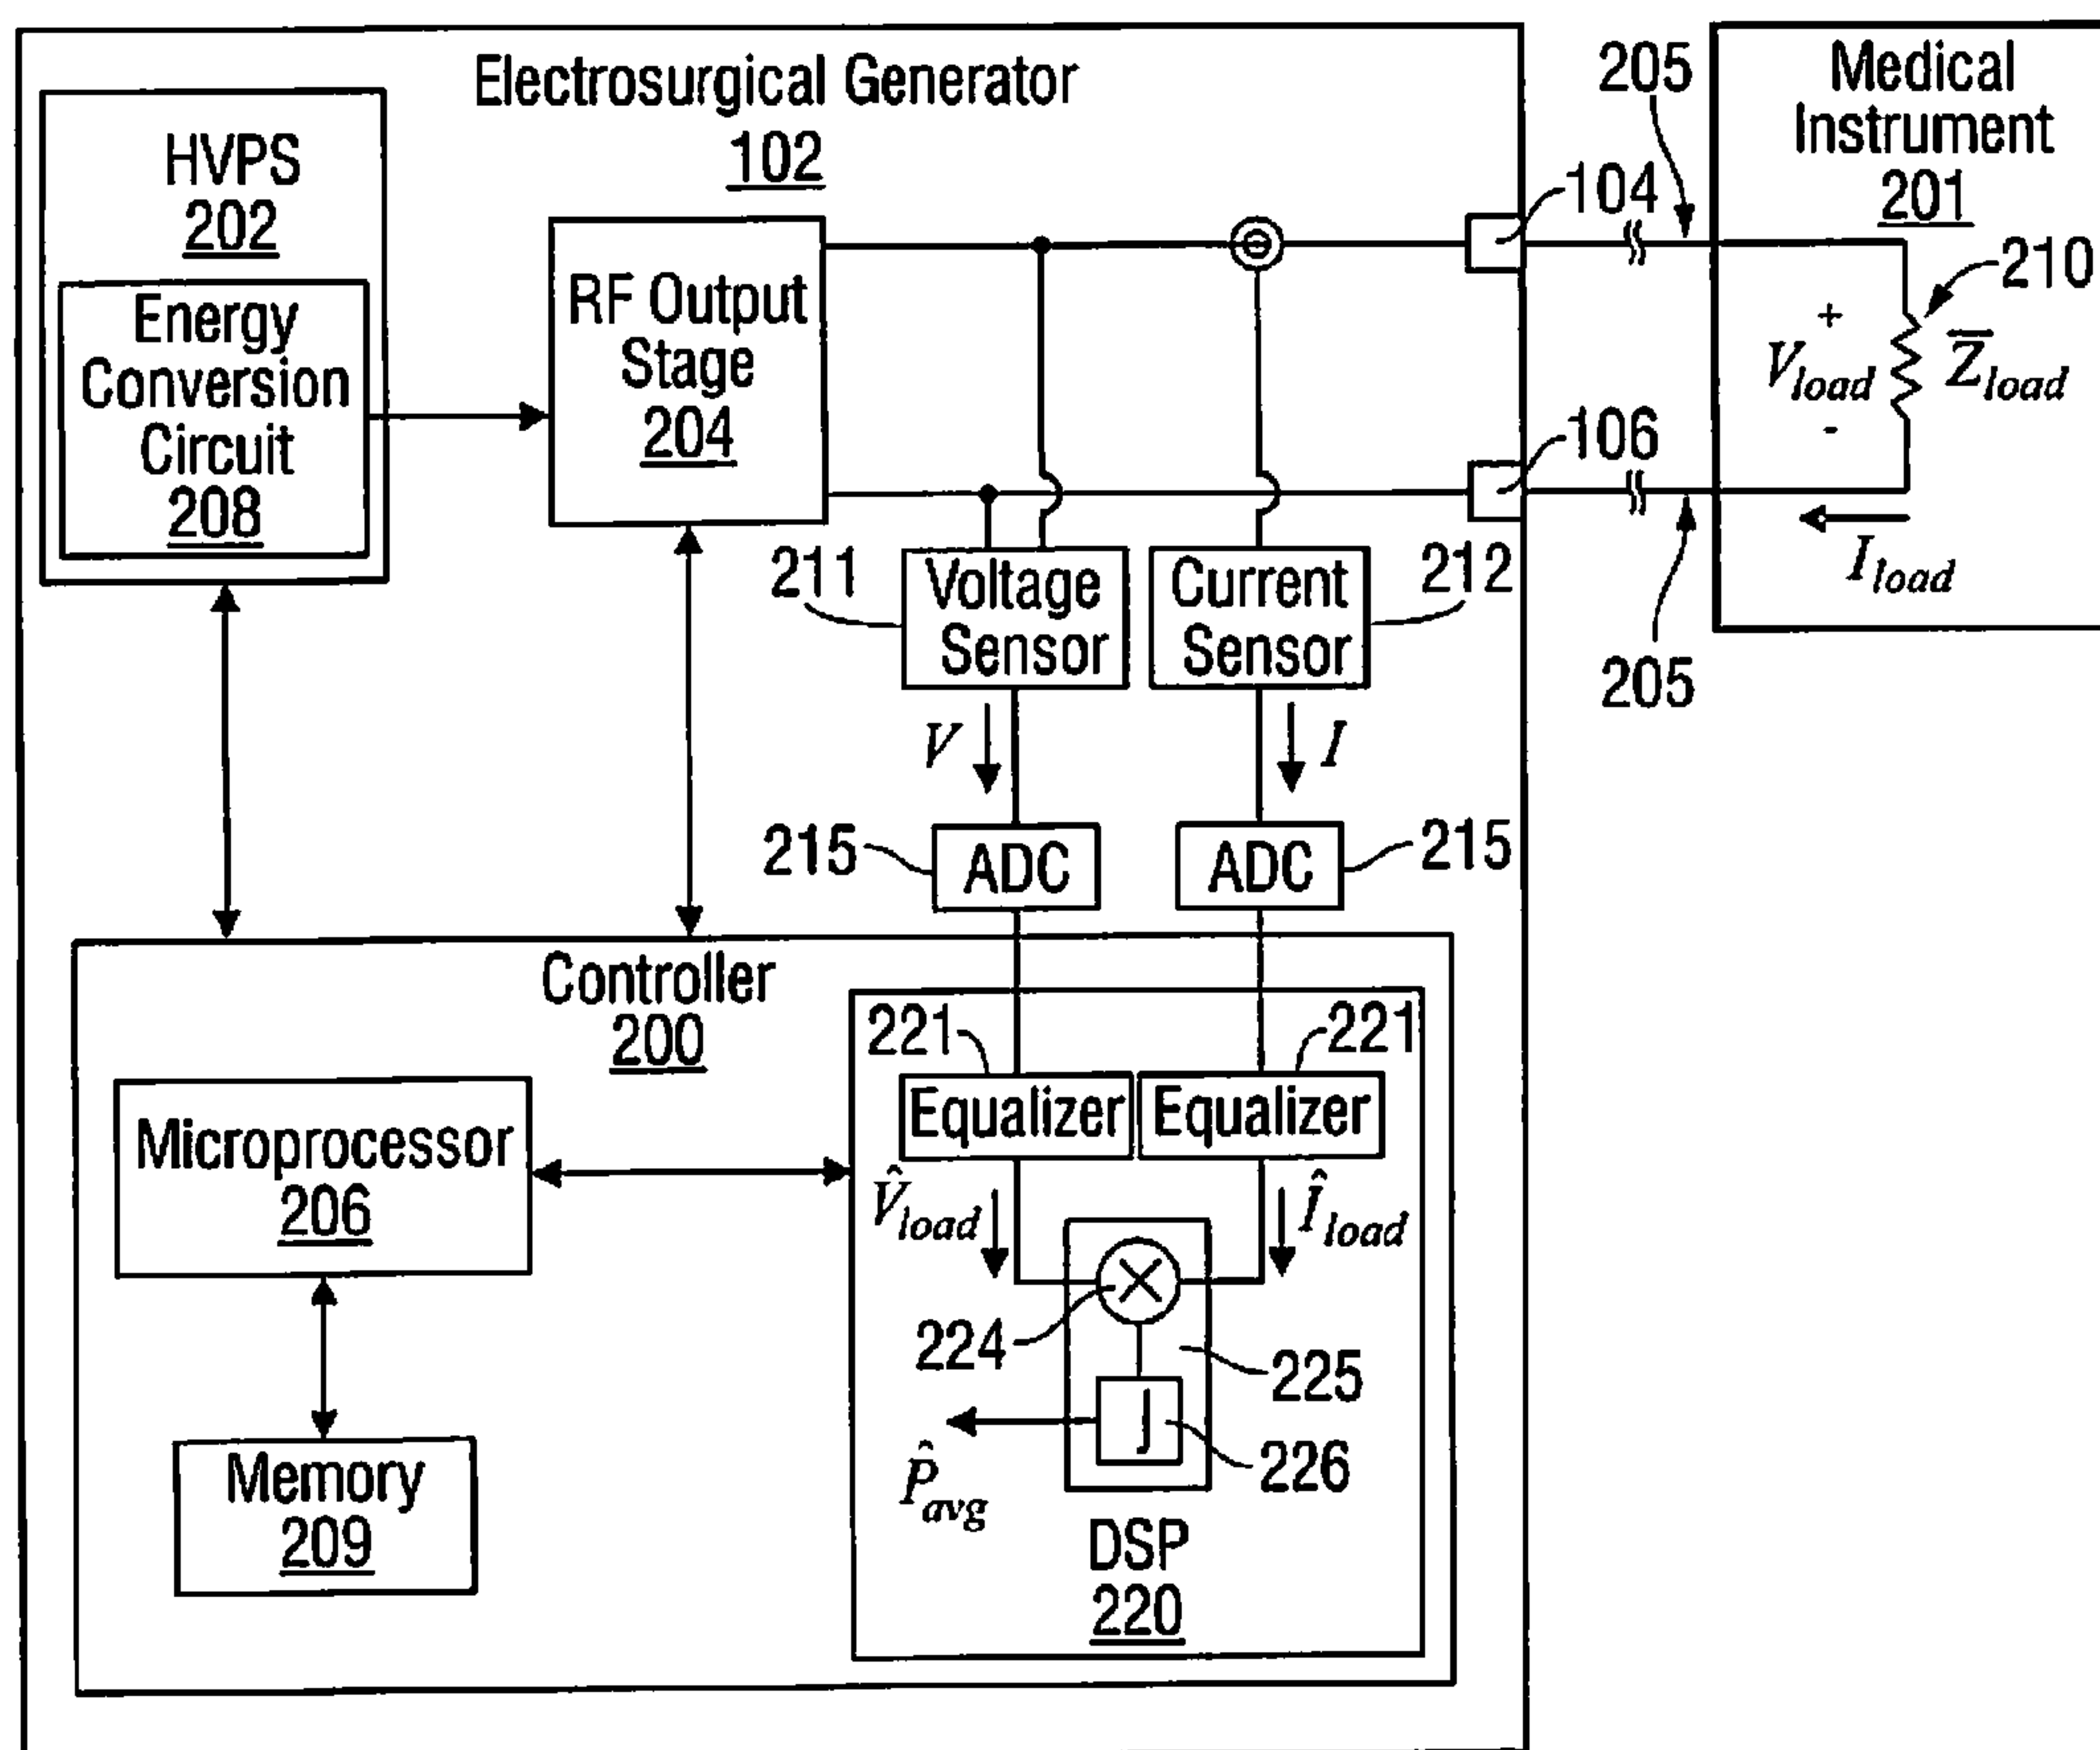 Electrosurgical Generator
102
HVPS
202
Energy
Conversion
Circuit
208
RF Output
Stage
204
205
Medical
Instrument
201
104
210
+
V_load
-
Z̅_load
106
I_load
205
211
Voltage
Sensor
Current
Sensor
212
V
I
215
ADC
ADC
215
Controller
200
221
221
Equalizer
Equalizer
Microprocessor
206
V̂_load
Î_load
224
225
∫
226
P̂_avg
Memory
209
DSP
220